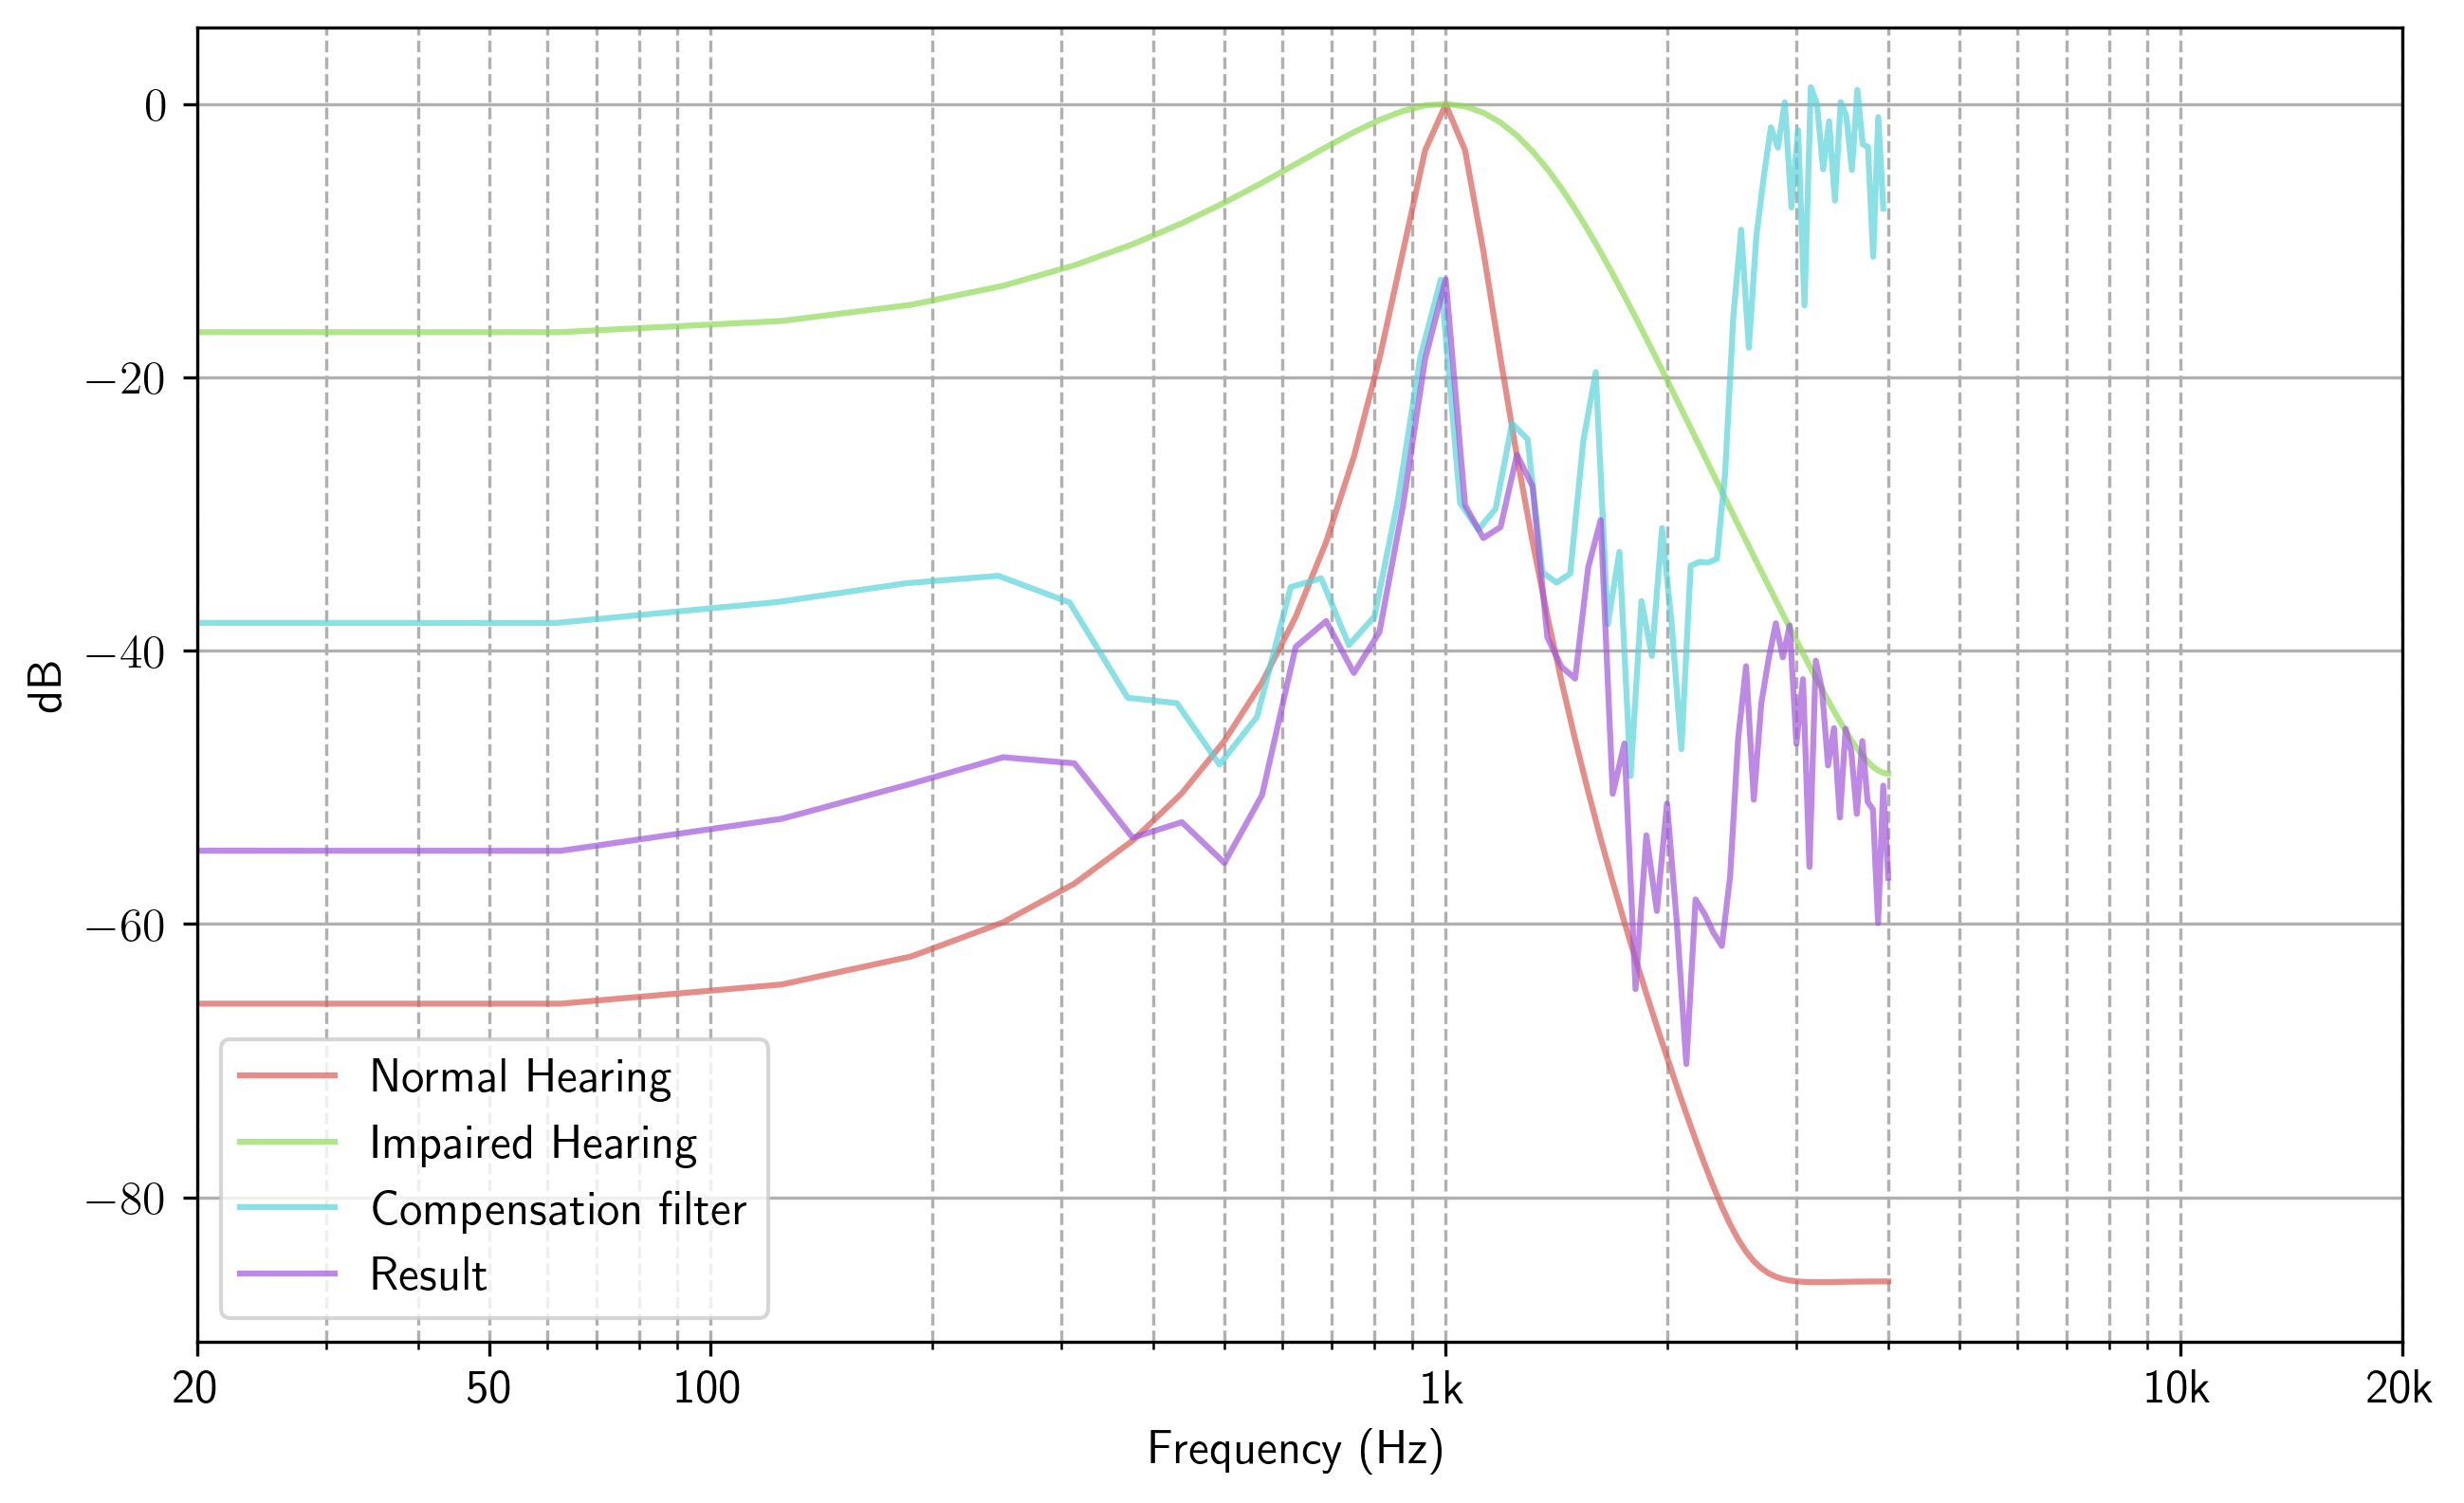 0
−20
−40
−60
−80
dB
Normal Hearing
Impaired Hearing
Compensation filter
Result
20 50 100 1k 10k 20k
Frequency (Hz)